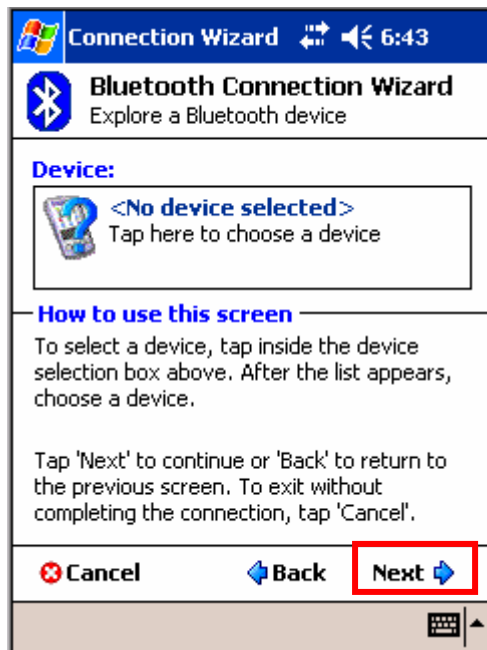 Connection Wizard 6:43
Bluetooth Connection Wizard
Explore a Bluetooth device
Device:
<No device selected>
Tap here to choose a device
How to use this screen
To select a device, tap inside the device
selection box above. After the list appears,
choose a device.
Tap 'Next' to continue or 'Back' to return to
the previous screen. To exit without
completing the connection, tap 'Cancel'.
Cancel Back Next